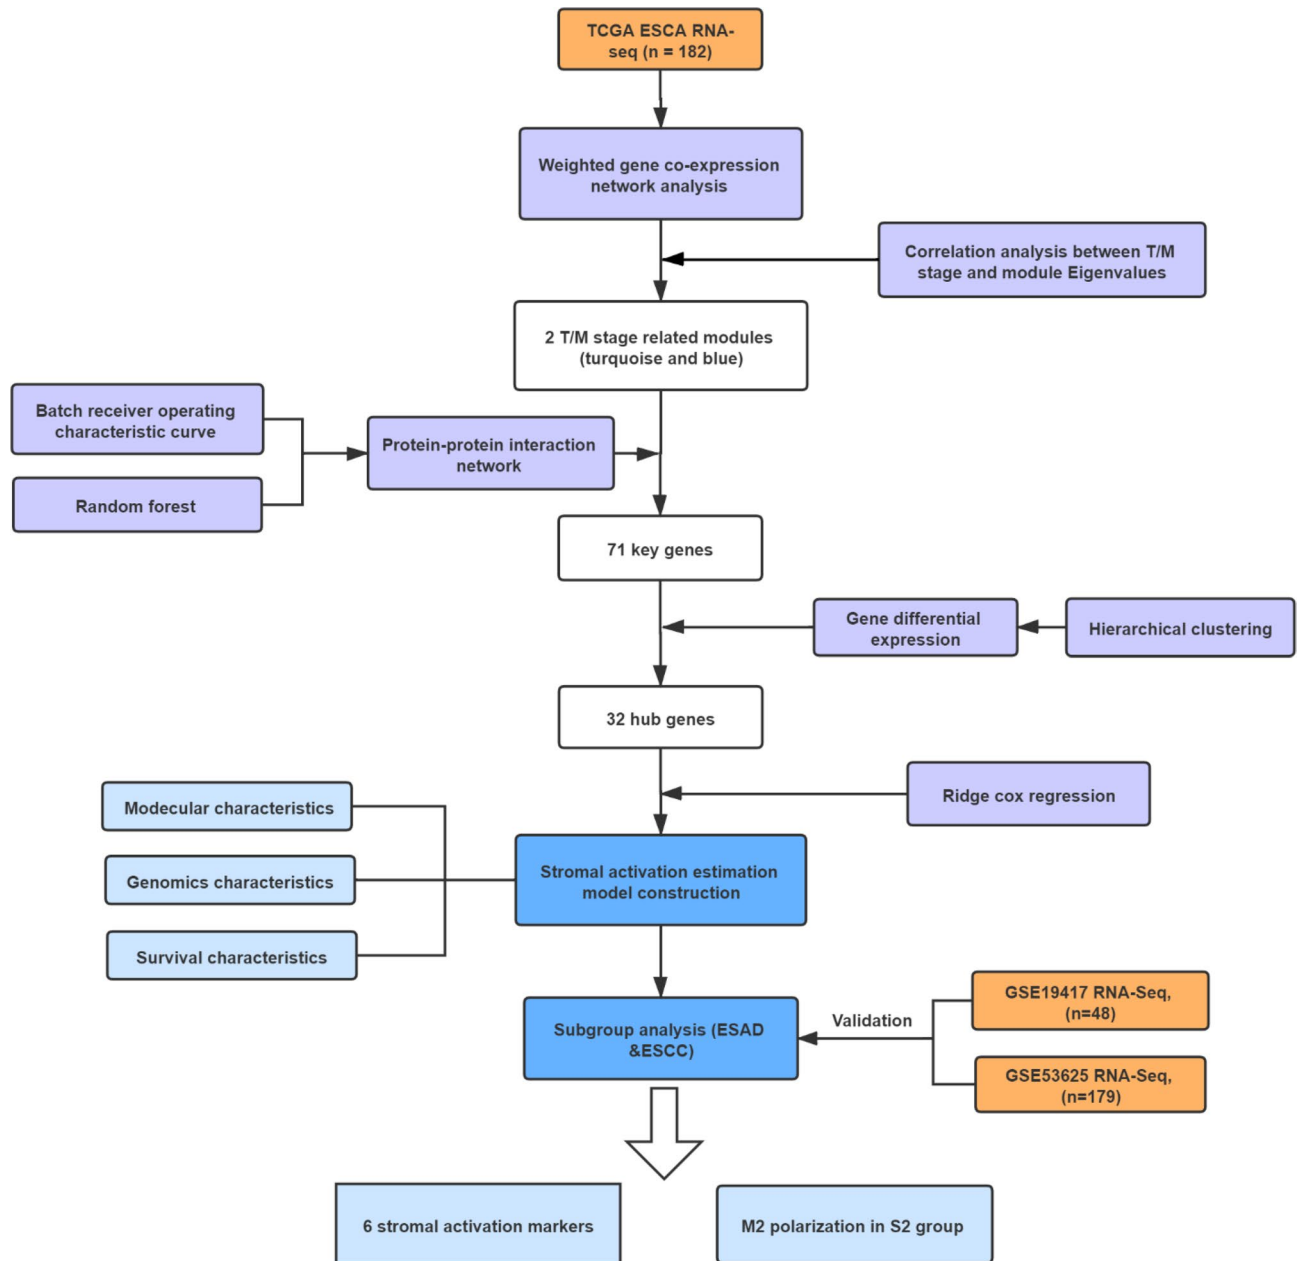 TCGA ESCA RNA-
seq (n = 182)
Weighted gene co-expression
network analysis
Correlation analysis between T/M
stage and module Eigenvalues
2 T/M stage related modules
(turquoise and blue)
Batch receiver operating
characteristic curve
Protein-protein interaction
network
Random forest
71 key genes
Gene differential
expression
Hierarchical clustering
32 hub genes
Ridge cox regression
Modecular characteristics
Genomics characteristics
Survival characteristics
Stromal activation estimation
model construction
Subgroup analysis (ESAD
&ESCC)
Validation
GSE19417 RNA-Seq,
(n=48)
GSE53625 RNA-Seq,
(n=179)
6 stromal activation markers
M2 polarization in S2 group